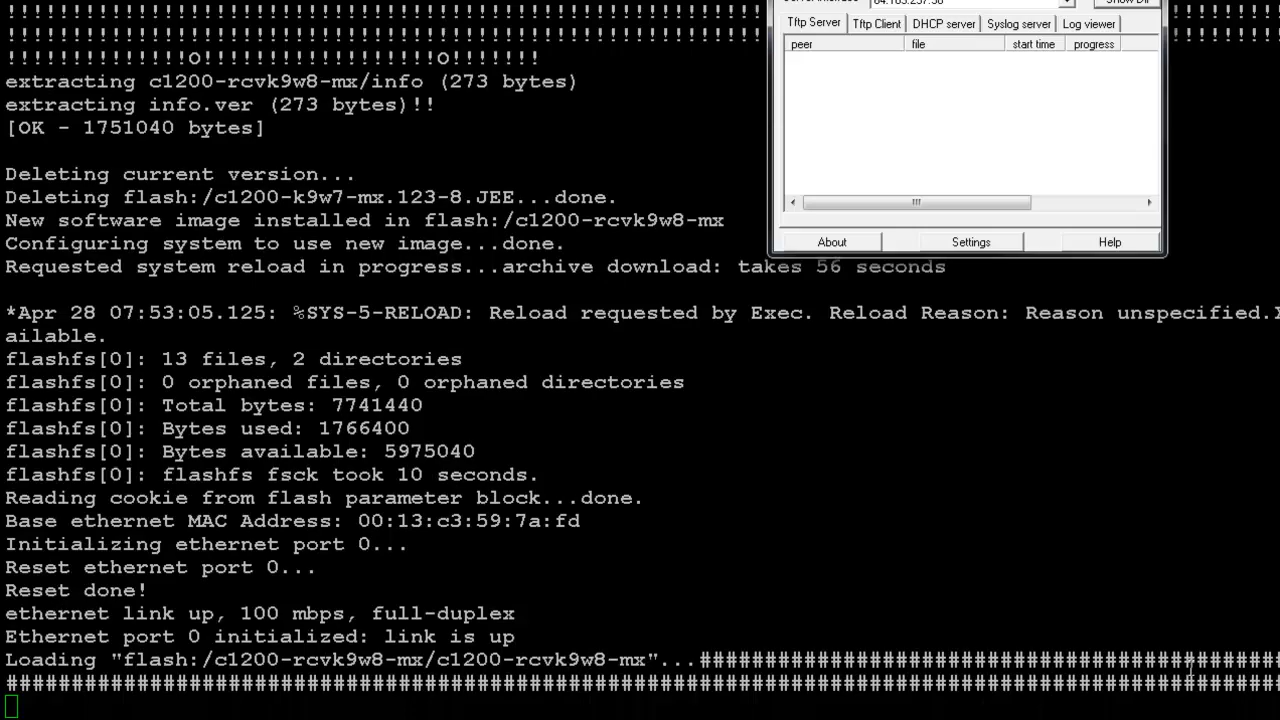 !!!!!!!!!!!!!!!!!!!!!!!!!!!!!!!!!!!!!!!!!!!!!!!!!!!!!!!!!!!
!!!!!!!!!!!!!!!!!!!!!!!!!!!!!!!!!!!!!!!!!!!!!!!!!!!!!!!!!!!
!!!!!!!!!!!!!!o!!!!!!!!!!!!!!!!!!o!!!!!!!
Show Dir
Tftp Server Tftp Client DHCP server Syslog server Log viewer
peer file start time progress
About Settings Help
extracting c1200-rcvk9w8-mx/info (273 bytes)
extracting info.ver (273 bytes)!!
[OK - 1751040 bytes]
Deleting current version...
Deleting flash:/c1200-k9w7-mx.123-8.JEE...done.
New software image installed in flash:/c1200-rcvk9w8-mx
Configuring system to use new image...done.
Requested system reload in progress...archive download: takes 56 seconds
*Apr 28 07:53:05.125: %SYS-5-RELOAD: Reload requested by Exec. Reload Reason: Reason unspecified.X
ailable.
flashfs[0]: 13 files, 2 directories
flashfs[0]: 0 orphaned files, 0 orphaned directories
flashfs[0]: Total bytes: 7741440
flashfs[0]: Bytes used: 1766400
flashfs[0]: Bytes available: 5975040
flashfs[0]: flashfs fsck took 10 seconds.
Reading cookie from flash parameter block...done.
Base ethernet MAC Address: 00:13:c3:59:7a:fd
Initializing ethernet port 0...
Reset ethernet port 0...
Reset done!
ethernet link up, 100 mbps, full-duplex
Ethernet port 0 initialized: link is up
Loading "flash:/c1200-rcvk9w8-mx/c1200-rcvk9w8-mx"...#############################################
##################################################################################################